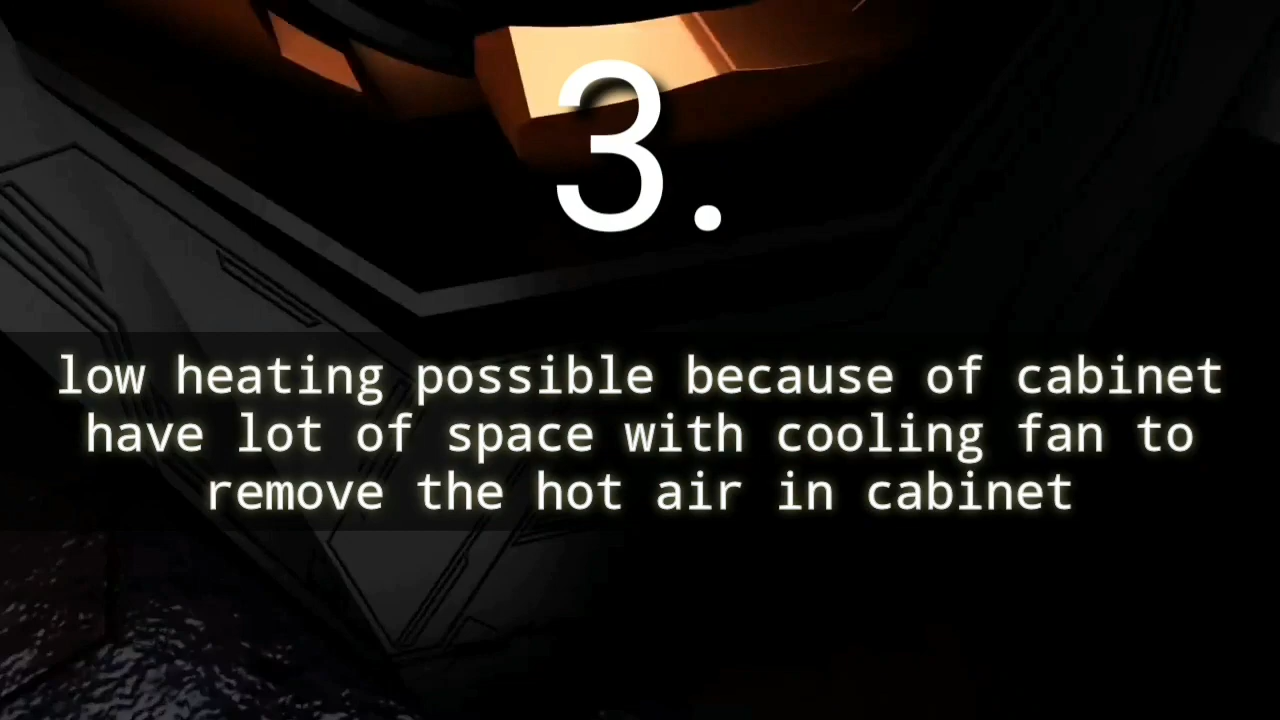 3.
low heating possible because of cabinet
have lot of space with cooling fan to
remove the hot air in cabinet